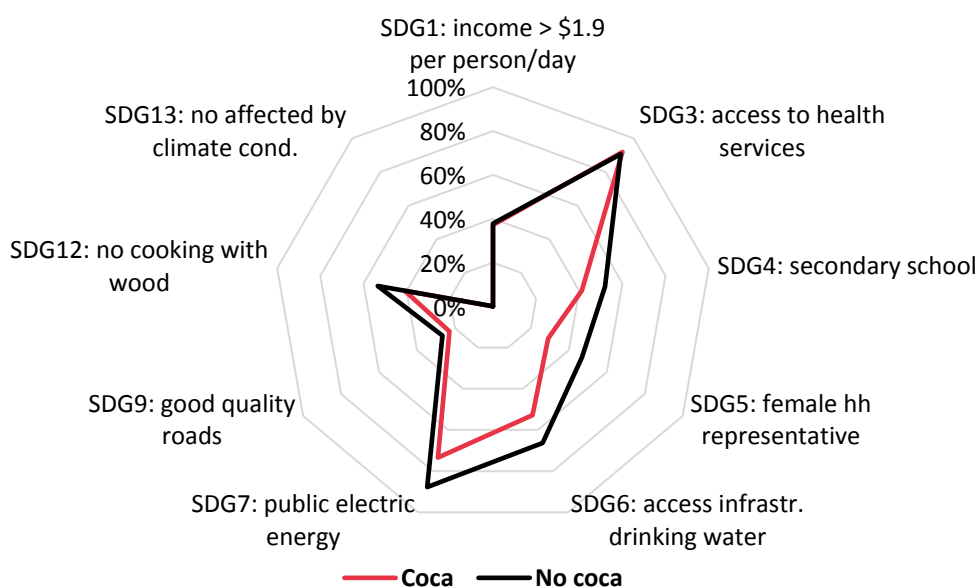 SDG1: income > $1.9
per person/day
100%
80%
60%
40%
20%
0%
SDG3: access to health
services
SDG4: secondary school
SDG5: female hh
representative
SDG6: access infrastr.
drinking water
SDG7: public electric
energy
SDG9: good quality
roads
SDG12: no cooking with
wood
SDG13: no affected by
climate cond.
Coca
No coca